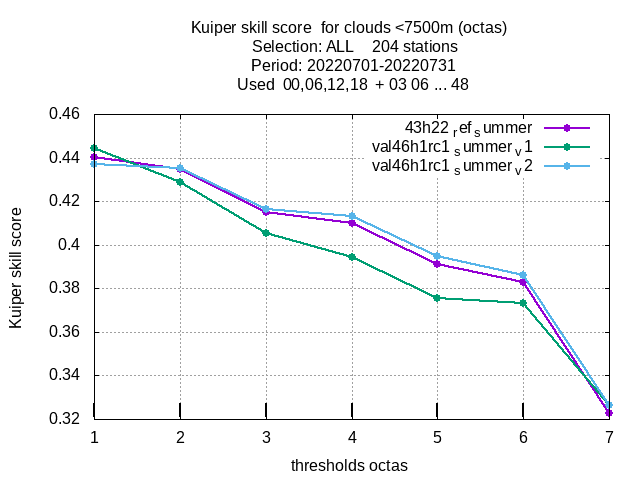 Kuiper skill score  for clouds <7500m (octas)
Selection: ALL    204 stations
Period: 20220701-20220731
Used  00,06,12,18  + 03 06 ... 48
43h22 ref summer
val46h1rc1 summer v1
val46h1rc1 summer v2
0.46
0.44
0.42
0.4
0.38
0.36
0.34
0.32
Kuiper skill score
1 2 3 4 5 6 7
thresholds octas